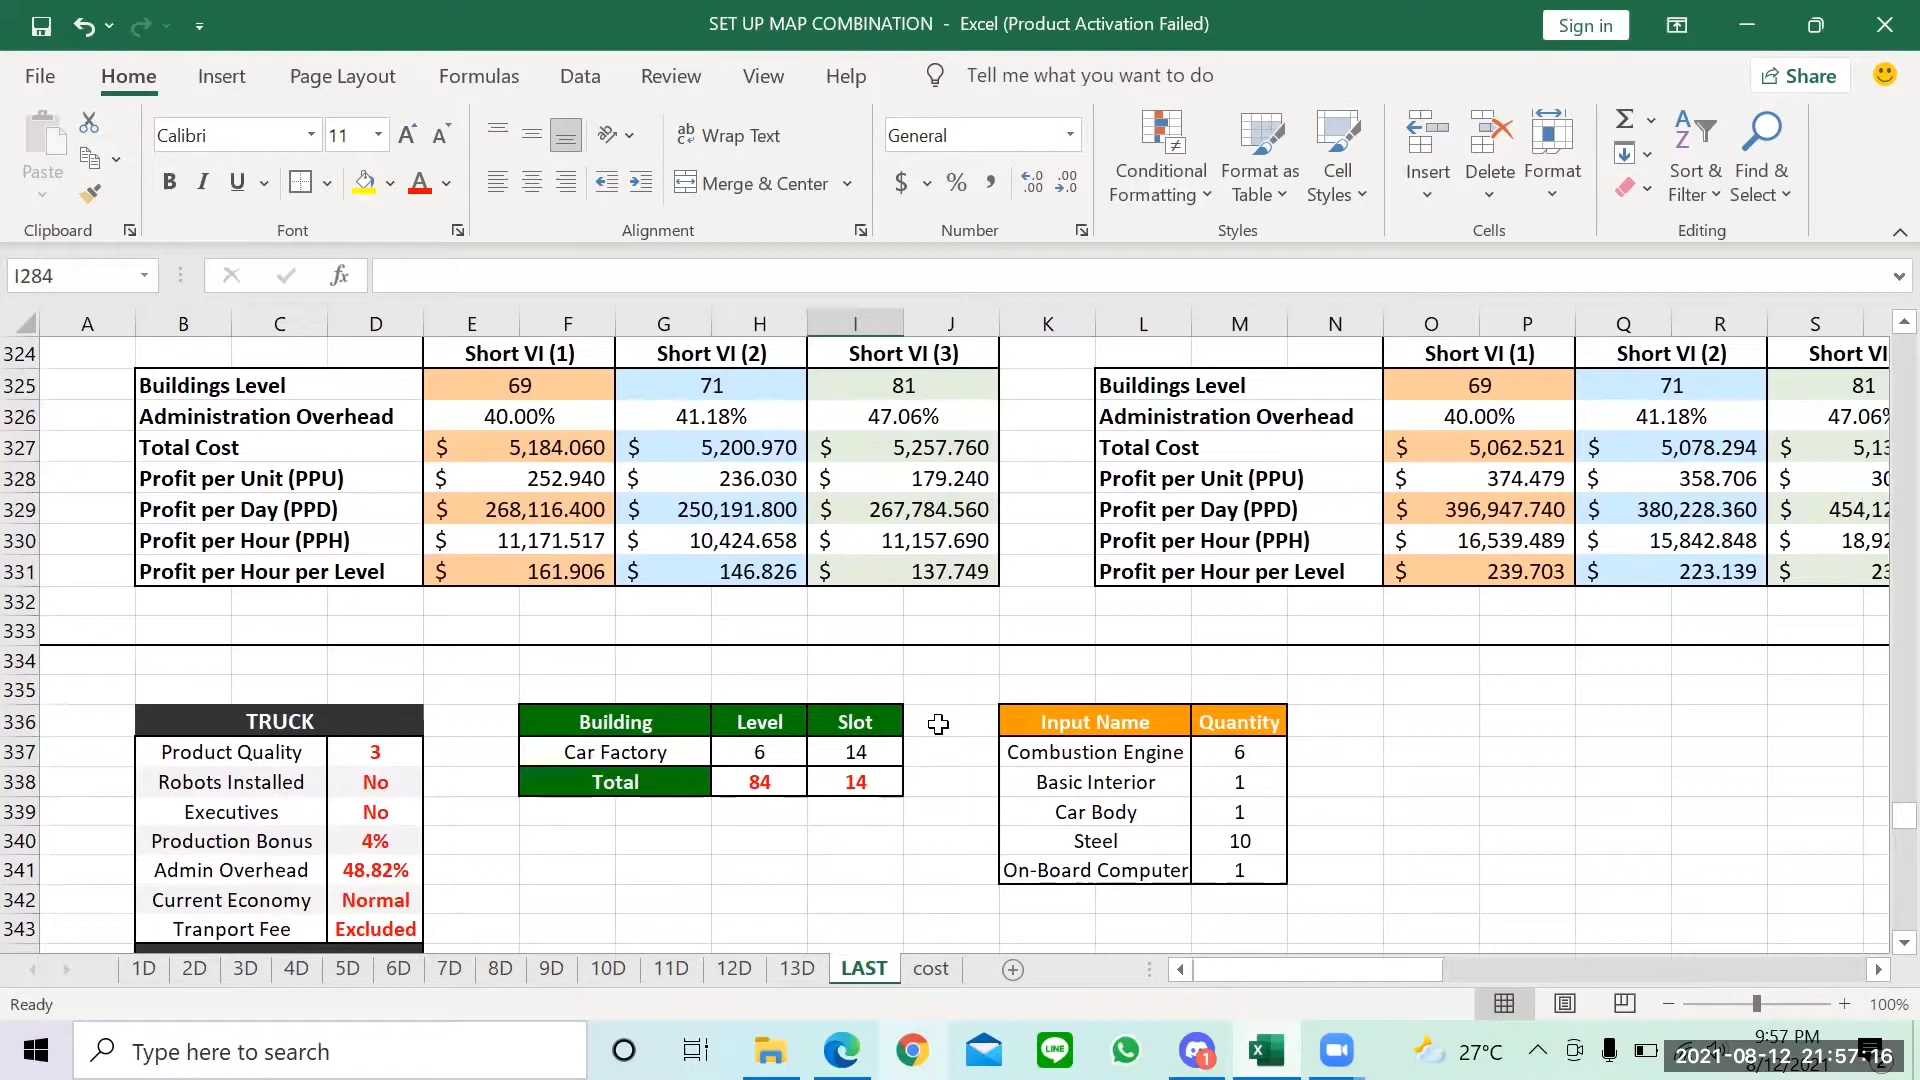 SET UP MAP COMBINATION - Excel (Product Activation Failed)
Sign in
File Home Insert Page Layout Formulas Data Review View Help Tell me what you want to do Share
Paste
Calibri 11
Wrap Text
Merge & Center
General
Conditional Formatting
Format as Table
Cell Styles
Insert Delete Format
Sort & Filter
Find & Select
Clipboard Font Alignment Number Styles Cells Editing
I284
A B C D E F G H I J K L M N O P Q R S
324 Short VI (1) Short VI (2) Short VI (3) Short VI (1) Short VI (2) Short VI
325 Buildings Level 69 71 81 Buildings Level 69 71 81
326 Administration Overhead 40.00% 41.18% 47.06% Administration Overhead 40.00% 41.18% 47.06%
327 Total Cost $ 5,184.060 $ 5,200.970 $ 5,257.760 Total Cost $ 5,062.521 $ 5,078.294 $ 5,13
328 Profit per Unit (PPU) $ 252.940 $ 236.030 $ 179.240 Profit per Unit (PPU) $ 374.479 $ 358.706 $ 30
329 Profit per Day (PPD) $ 268,116.400 $ 250,191.800 $ 267,784.560 Profit per Day (PPD) $ 396,947.740 $ 380,228.360 $ 454,12
330 Profit per Hour (PPH) $ 11,171.517 $ 10,424.658 $ 11,157.690 Profit per Hour (PPH) $ 16,539.489 $ 15,842.848 $ 18,92
331 Profit per Hour per Level $ 161.906 $ 146.826 $ 137.749 Profit per Hour per Level $ 239.703 $ 223.139 $ 23
332
333
334
335
336 TRUCK Building Level Slot Input Name Quantity
337 Product Quality 3 Car Factory 6 14 Combustion Engine 6
338 Robots Installed No Total 84 14 Basic Interior 1
339 Executives No Car Body 1
340 Production Bonus 4% Steel 10
341 Admin Overhead 48.82% On-Board Computer 1
342 Current Economy Normal
343 Tranport Fee Excluded
1D 2D 3D 4D 5D 6D 7D 8D 9D 10D 11D 12D 13D LAST cost
Ready 100%
Type here to search
LINE
1
27°C
9:57 PM
8/12/2021
2021-08-12 21:57:16